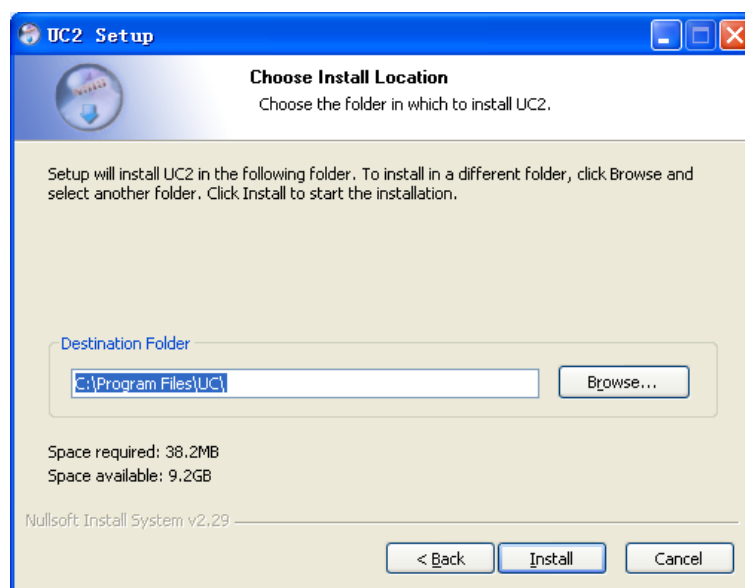 UC2 Setup
Choose Install Location
Choose the folder in which to install UC2.
Setup will install UC2 in the following folder. To install in a different folder, click Browse and
select another folder. Click Install to start the installation.
Destination Folder
C:\Program Files\UC\
Browse...
Space required: 38.2MB
Space available: 9.2GB
Nullsoft Install System v2.29
< Back
Install
Cancel